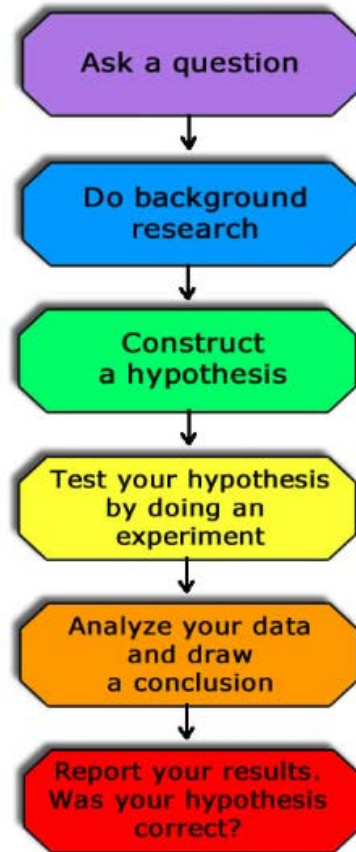 Ask a question
Do background
research
Construct
a hypothesis
Test your hypothesis
by doing an
experiment
Analyze your data
and draw
a conclusion
Report your results.
Was your hypothesis
correct?